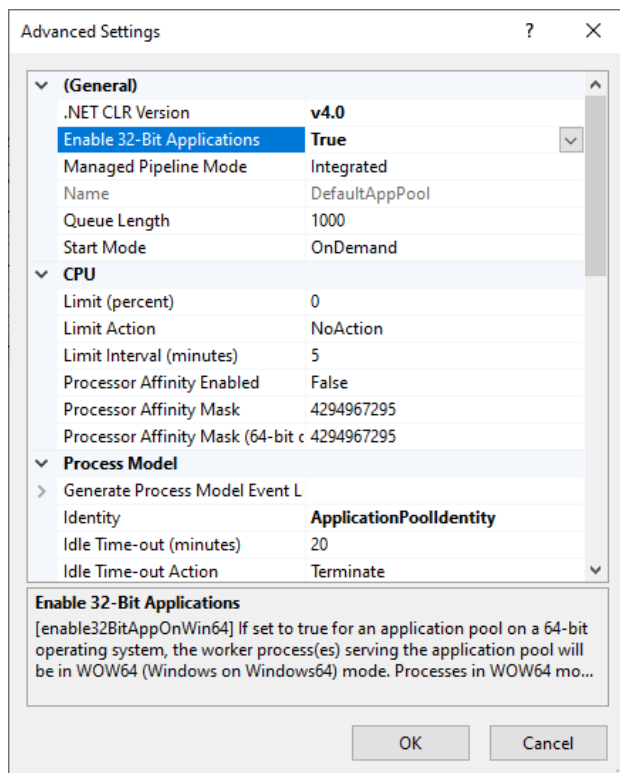 Advanced Settings ? ×
(General)
.NET CLR Version v4.0
Enable 32-Bit Applications True
Managed Pipeline Mode Integrated
Name DefaultAppPool
Queue Length 1000
Start Mode OnDemand
CPU
Limit (percent) 0
Limit Action NoAction
Limit Interval (minutes) 5
Processor Affinity Enabled False
Processor Affinity Mask 4294967295
Processor Affinity Mask (64-bit c 4294967295
Process Model
Generate Process Model Event L
Identity ApplicationPoolIdentity
Idle Time-out (minutes) 20
Idle Time-out Action Terminate
Enable 32-Bit Applications
[enable32BitAppOnWin64] If set to true for an application pool on a 64-bit
operating system, the worker process(es) serving the application pool will
be in WOW64 (Windows on Windows64) mode. Processes in WOW64 mo...
OK Cancel